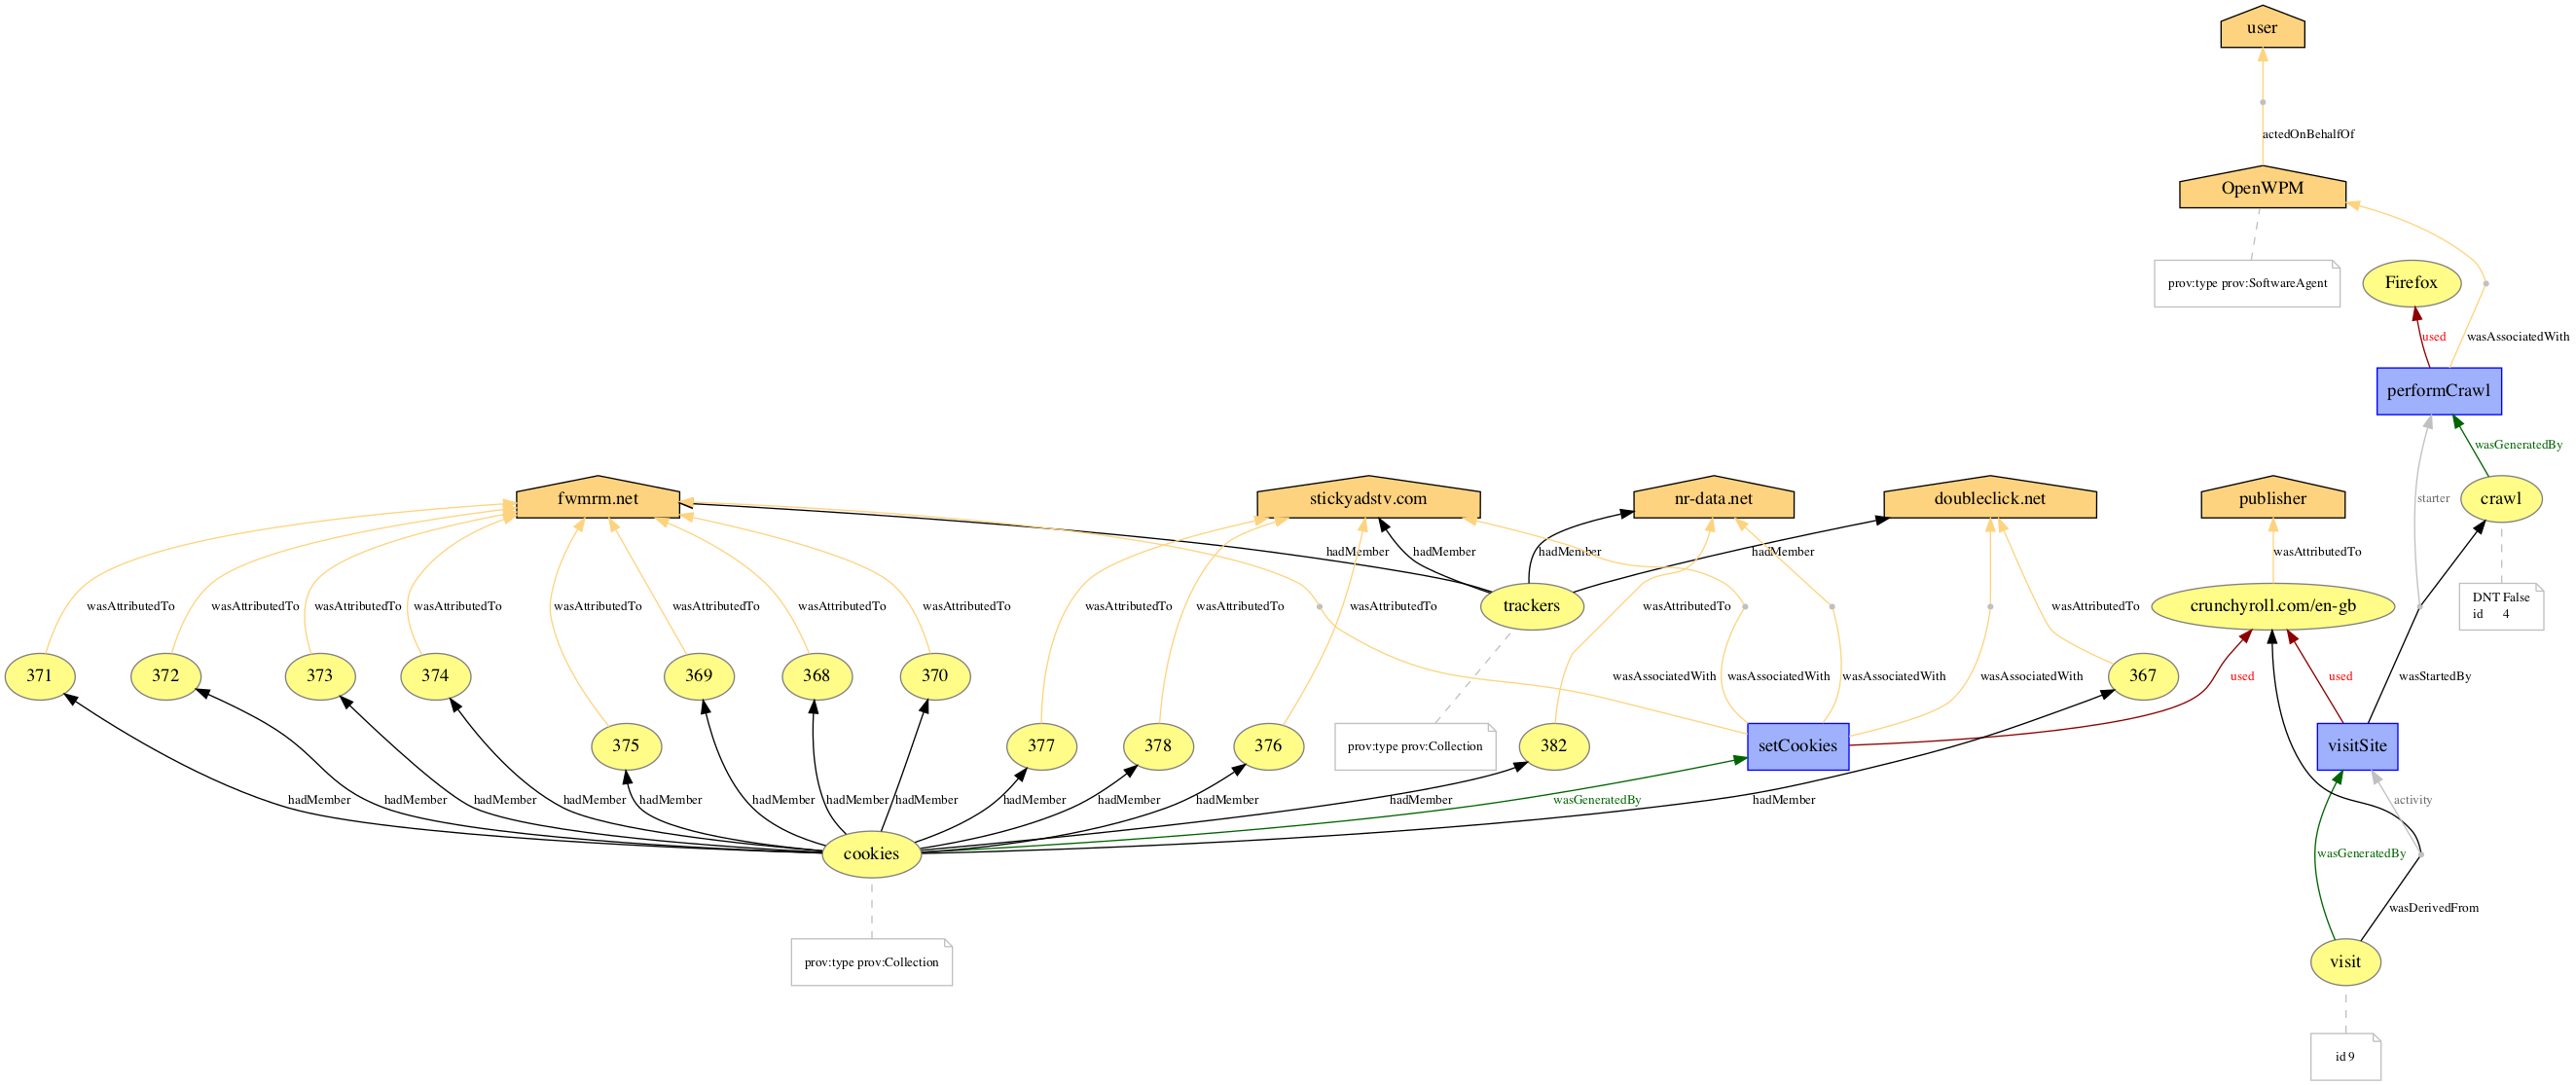 user
actedOnBehalfOf
OpenWPM
prov:type prov:SoftwareAgent
Firefox
used
wasAssociatedWith
performCrawl
wasGeneratedBy
fwmrm.net
stickyadstv.com
nr-data.net
doubleclick.net
publisher
starter
crawl
hadMember
hadMember
hadMember
hadMember
wasAttributedTo
wasAttributedTo
wasAttributedTo
wasAttributedTo
wasAttributedTo
wasAttributedTo
wasAttributedTo
wasAttributedTo
wasAttributedTo
wasAttributedTo
wasAttributedTo
wasAttributedTo
trackers
wasAttributedTo
wasAttributedTo
crunchyroll.com/en-gb
DNT False
id 4
371
372
373
374
369
368
370
wasAssociatedWith
wasAssociatedWith
wasAssociatedWith
wasAssociatedWith
367
used
used
wasStartedBy
375
377
378
376
prov:type prov:Collection
382
setCookies
visitSite
hadMember
hadMember
hadMember
hadMember
hadMember
hadMember
hadMember
hadMember
hadMember
hadMember
hadMember
hadMember
wasGeneratedBy
hadMember
activity
cookies
wasGeneratedBy
wasDerivedFrom
prov:type prov:Collection
visit
id 9